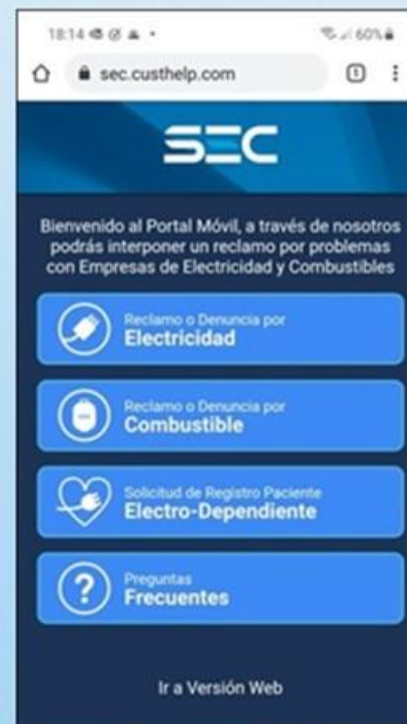 18:14
60%
sec.custhelp.com
1
SEC
Bienvenido al Portal Móvil, a través de nosotros
podrás interponer un reclamo por problemas
con Empresas de Electricidad y Combustibles
Reclamo o Denuncia por
Electricidad
Reclamo o Denuncia por
Combustible
Solicitud de Registro Paciente
Electro-Dependiente
?
Preguntas
Frecuentes
Ir a Versión Web